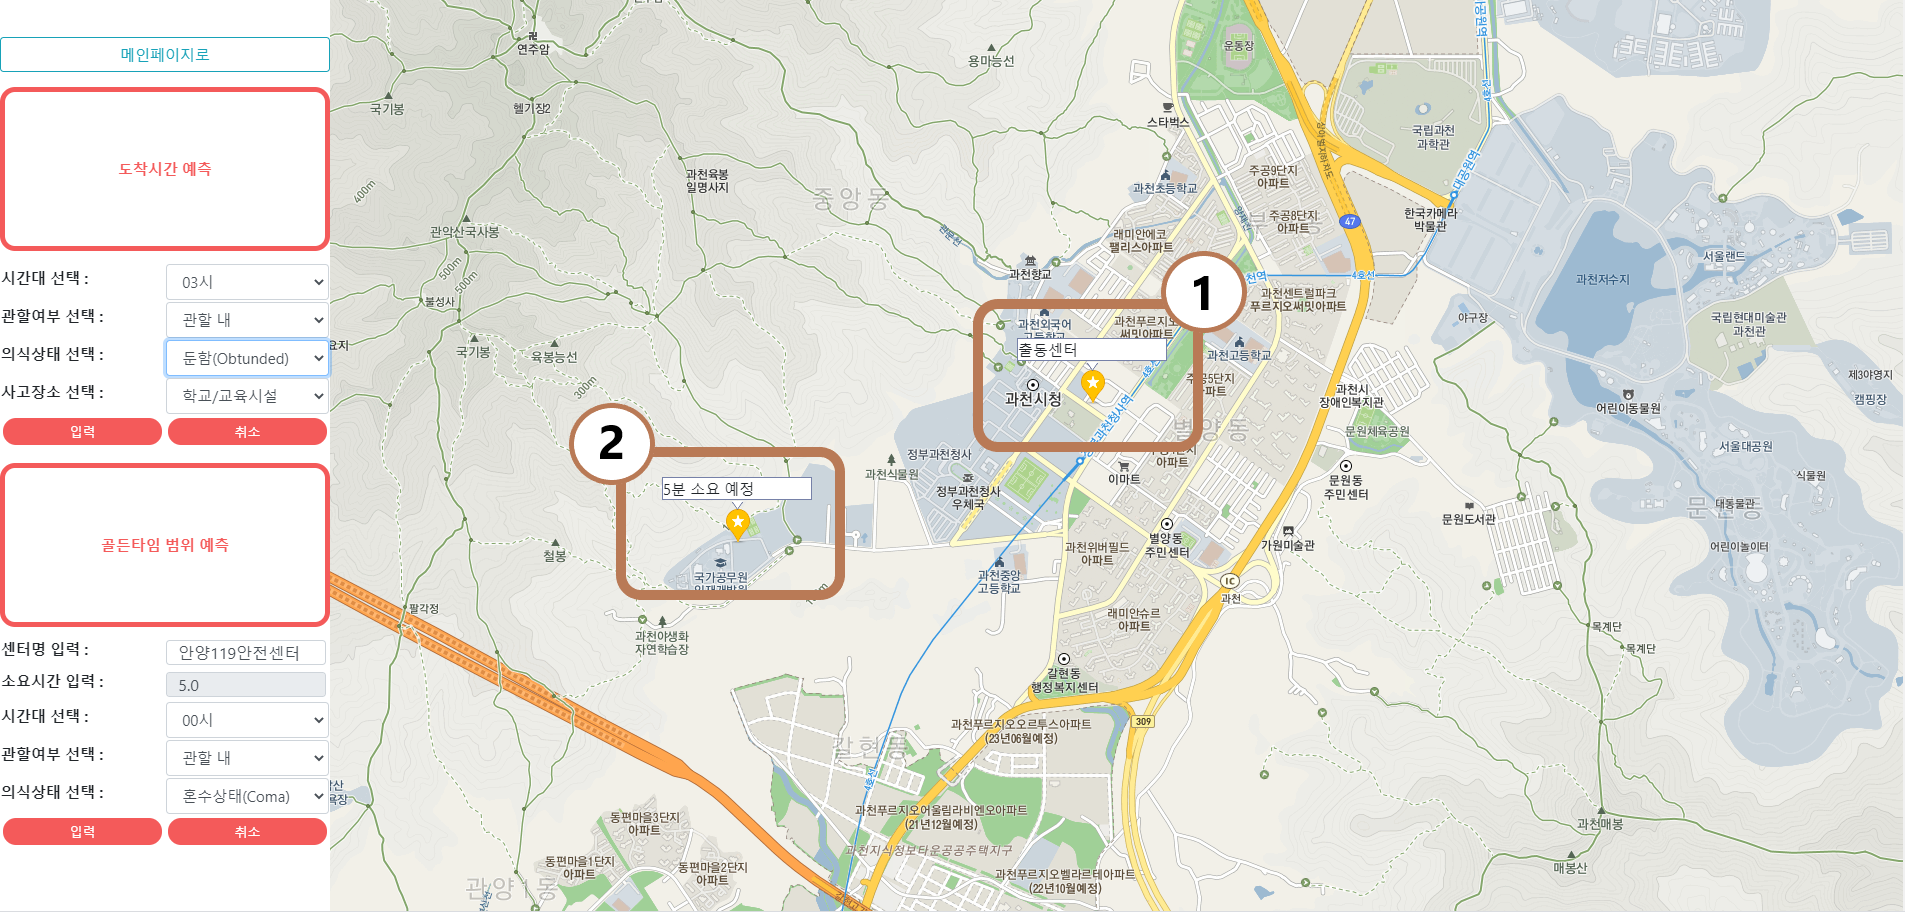 메인페이지로
도착시간 예측
시간대 선택 :
03시
관할여부 선택 :
관할 내
의식상태 선택 :
둔함(Obtunded)
사고장소 선택 :
학교/교육시설
입력
취소
골든타임 범위 예측
센터명 입력 :
안양119안전센터
소요시간 입력 :
5.0
시간대 선택 :
00시
관할여부 선택 :
관할 내
의식상태 선택 :
혼수상태(Coma)
입력
취소
연주암
용마능선
운동장
국기봉
헬기장2
스타벅스
국립과천
과학관
대공원역
4호선
과천육봉
일명사지
중앙동
과천초등학교
주공9단지
아파트
주공8단지
아파트
47
한국카메라
박물관
관악산국사봉
래미안에코
팰리스아파트
양재천
관문천
400m
500m
500m
과천향교
1
4호선
서울랜드
과천저수지
불성사
과천센트럴파크
푸르지오써밋아파트
과천외국어
고등학교
과천푸르지오
써밋아파트
야구장
국립현대미술관
과천관
국기봉
육봉능선
출동센터
과천고등학교
300m
과천시청
과천시
장애인복지관
제3야영지
캠핑장
어린이동물원
별양동
문원체육공원
서울대공원
2
정부과천청사
과천식물원
이마트
문원동
주민센터
식물원
5분 소요 예정
정부과천청사
우체국
대동물관
문원도서관
철봉
국가공무원
과천위버필드
아파트
별양동
주민센터
가원미술관
어린이놀이터
과천중앙
고등학교
IC
과천
팔각정
래미안슈르
아파트
과천야생화
자연학습장
목계단
목계단
갈현동
행정복지센터
309
과천푸르지오오르투스아파트
(23년06월예정)
갈현동
4호선
과천푸르지오어울림라비엔오아파트
(21년12월예정)
동편마을3단지
아파트
과천매봉
과천지식정보타운공공주택지구
동편마을1단지
아파트
동편마을2단지
아파트
매봉산
과천푸르지오벨라르테아파트
(22년10월예정)
관양1동